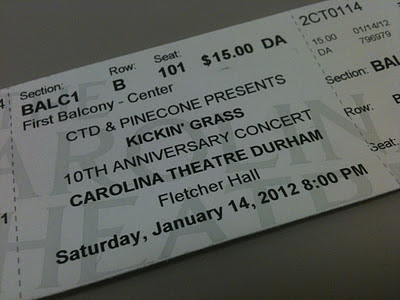 Section: Row: Seat:
BALC1 B 101 $15.00 DA
First Balcony - Center
CTD & PINECONE PRESENTS
KICKIN' GRASS
10TH ANNIVERSARY CONCERT
CAROLINA THEATRE DURHAM
Fletcher Hall
Saturday, January 14, 2012 8:00 PM
2CT0114
15.00 01/14/12
DA 796979
Section: BAL
Row: B
Seat: